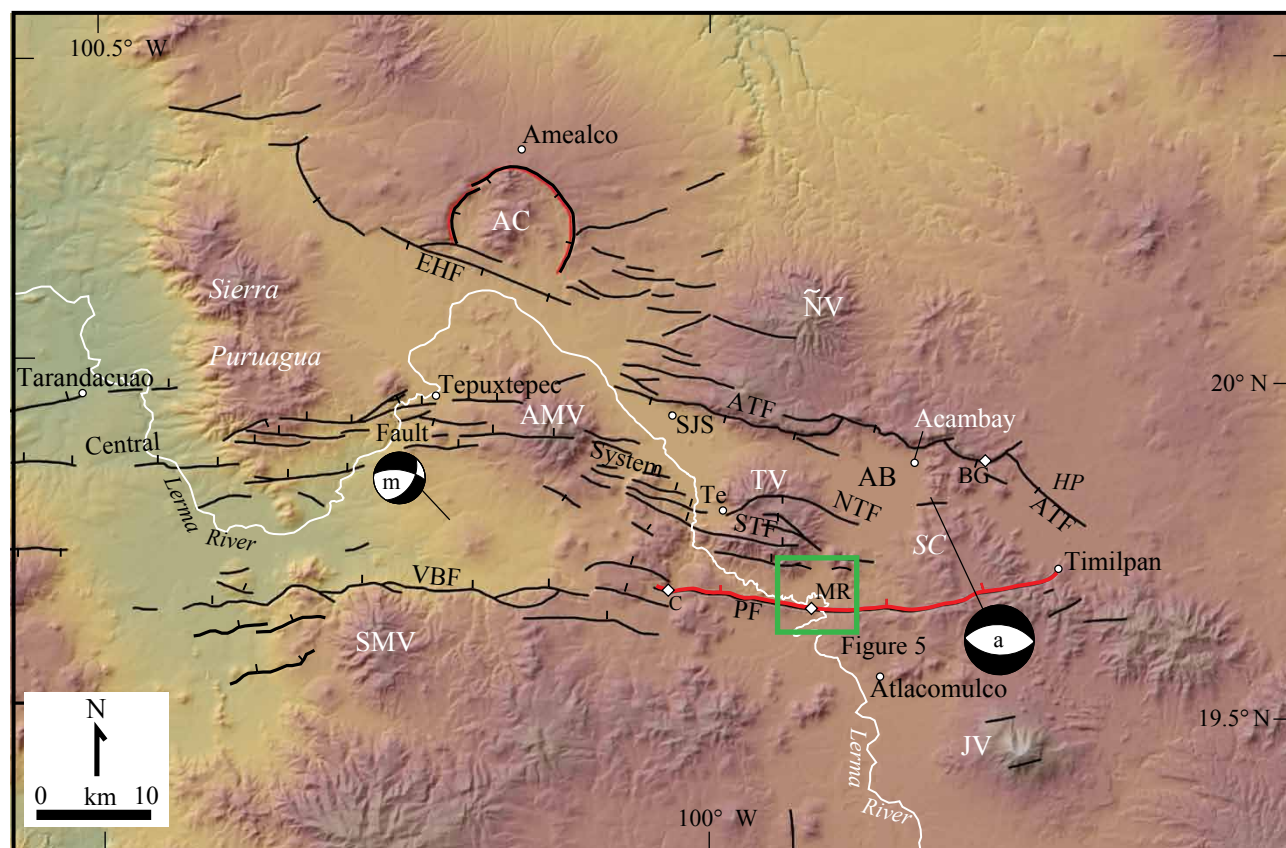 100.5° W
Amealco
AC
EHF
Sierra
Puruagua
ÑV
20° N
Tarandacuao
Tepuxtepec
ATF
SJS
AMV
Acambay
Fault
Central
System
TV
AB
BG
HP
ATF
m
Te
NTF
STF
Lerma
River
SC
Timilpan
VBF
C
PF
MR
a
SMV
Figure 5
Atlacomulco
N
19.5° N
JV
Lerma
River
0 km 10
100° W